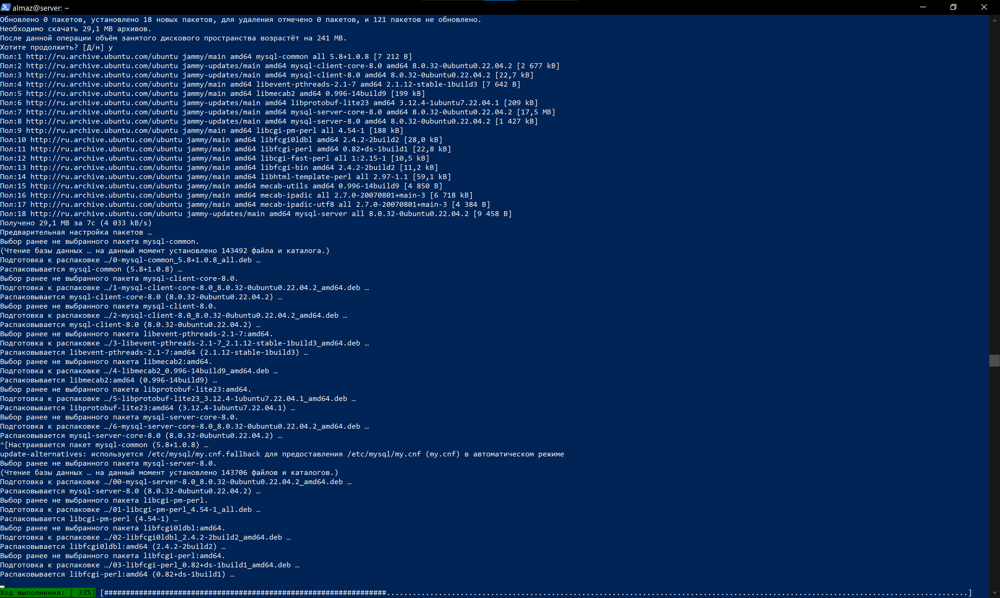 almaz@server: ~
Обновлено 0 пакетов, установлено 18 новых пакетов, для удаления отмечено 0 пакетов, и 121 пакетов не обновлено.
Необходимо скачать 29,1 MB архивов.
После данной операции объём занятого дискового пространства возрастёт на 241 MB.
Хотите продолжить? [Д/н] y
Пол:1 http://ru.archive.ubuntu.com/ubuntu jammy/main amd64 mysql-common all 5.8+1.0.8 [7 212 B]
Пол:2 http://ru.archive.ubuntu.com/ubuntu jammy-updates/main amd64 mysql-client-core-8.0 amd64 8.0.32-0ubuntu0.22.04.2 [2 677 kB]
Пол:3 http://ru.archive.ubuntu.com/ubuntu jammy-updates/main amd64 mysql-client-8.0 amd64 8.0.32-0ubuntu0.22.04.2 [22,7 kB]
Пол:4 http://ru.archive.ubuntu.com/ubuntu jammy/main amd64 libevent-pthreads-2.1-7 amd64 2.1.12-stable-1build3 [7 642 B]
Пол:5 http://ru.archive.ubuntu.com/ubuntu jammy/main amd64 libmecab2 amd64 0.996-14build9 [199 kB]
Пол:6 http://ru.archive.ubuntu.com/ubuntu jammy-updates/main amd64 libprotobuf-lite23 amd64 3.12.4-1ubuntu7.22.04.1 [209 kB]
Пол:7 http://ru.archive.ubuntu.com/ubuntu jammy-updates/main amd64 mysql-server-core-8.0 amd64 8.0.32-0ubuntu0.22.04.2 [17,5 MB]
Пол:8 http://ru.archive.ubuntu.com/ubuntu jammy-updates/main amd64 mysql-server-8.0 amd64 8.0.32-0ubuntu0.22.04.2 [1 427 kB]
Пол:9 http://ru.archive.ubuntu.com/ubuntu jammy/main amd64 libcgi-pm-perl all 4.54-1 [188 kB]
Пол:10 http://ru.archive.ubuntu.com/ubuntu jammy/main amd64 libfcgi0ldbl amd64 2.4.2-2build2 [28,0 kB]
Пол:11 http://ru.archive.ubuntu.com/ubuntu jammy/main amd64 libfcgi-perl amd64 0.82+ds-1build1 [22,8 kB]
Пол:12 http://ru.archive.ubuntu.com/ubuntu jammy/main amd64 libcgi-fast-perl all 1:2.15-1 [10,5 kB]
Пол:13 http://ru.archive.ubuntu.com/ubuntu jammy/main amd64 libfcgi-bin amd64 2.4.2-2build2 [11,2 kB]
Пол:14 http://ru.archive.ubuntu.com/ubuntu jammy/main amd64 libhtml-template-perl all 2.97-1.1 [59,1 kB]
Пол:15 http://ru.archive.ubuntu.com/ubuntu jammy/main amd64 mecab-utils amd64 0.996-14build9 [4 850 B]
Пол:16 http://ru.archive.ubuntu.com/ubuntu jammy/main amd64 mecab-ipadic all 2.7.0-20070801+main-3 [6 718 kB]
Пол:17 http://ru.archive.ubuntu.com/ubuntu jammy/main amd64 mecab-ipadic-utf8 all 2.7.0-20070801+main-3 [4 384 B]
Пол:18 http://ru.archive.ubuntu.com/ubuntu jammy-updates/main amd64 mysql-server all 8.0.32-0ubuntu0.22.04.2 [9 458 B]
Получено 29,1 MB за 7с (4 033 kB/s)
Предварительная настройка пакетов …
Выбор ранее не выбранного пакета mysql-common.
(Чтение базы данных … на данный момент установлено 143492 файла и каталога.)
Подготовка к распаковке …/0-mysql-common_5.8+1.0.8_all.deb …
Распаковывается mysql-common (5.8+1.0.8) …
Выбор ранее не выбранного пакета mysql-client-core-8.0.
Подготовка к распаковке …/1-mysql-client-core-8.0_8.0.32-0ubuntu0.22.04.2_amd64.deb …
Распаковывается mysql-client-core-8.0 (8.0.32-0ubuntu0.22.04.2) …
Выбор ранее не выбранного пакета mysql-client-8.0.
Подготовка к распаковке …/2-mysql-client-8.0_8.0.32-0ubuntu0.22.04.2_amd64.deb …
Распаковывается mysql-client-8.0 (8.0.32-0ubuntu0.22.04.2) …
Выбор ранее не выбранного пакета libevent-pthreads-2.1-7:amd64.
Подготовка к распаковке …/3-libevent-pthreads-2.1-7_2.1.12-stable-1build3_amd64.deb …
Распаковывается libevent-pthreads-2.1-7:amd64 (2.1.12-stable-1build3) …
Выбор ранее не выбранного пакета libmecab2:amd64.
Подготовка к распаковке …/4-libmecab2_0.996-14build9_amd64.deb …
Распаковывается libmecab2:amd64 (0.996-14build9) …
Выбор ранее не выбранного пакета libprotobuf-lite23:amd64.
Подготовка к распаковке …/5-libprotobuf-lite23_3.12.4-1ubuntu7.22.04.1_amd64.deb …
Распаковывается libprotobuf-lite23:amd64 (3.12.4-1ubuntu7.22.04.1) …
Выбор ранее не выбранного пакета mysql-server-core-8.0.
Подготовка к распаковке …/6-mysql-server-core-8.0_8.0.32-0ubuntu0.22.04.2_amd64.deb …
Распаковывается mysql-server-core-8.0 (8.0.32-0ubuntu0.22.04.2) …
^[Настраивается пакет mysql-common (5.8+1.0.8) …
update-alternatives: используется /etc/mysql/my.cnf.fallback для предоставления /etc/mysql/my.cnf (my.cnf) в автоматическом режиме
Выбор ранее не выбранного пакета mysql-server-8.0.
(Чтение базы данных … на данный момент установлено 143706 файлов и каталогов.)
Подготовка к распаковке …/00-mysql-server-8.0_8.0.32-0ubuntu0.22.04.2_amd64.deb …
Распаковывается mysql-server-8.0 (8.0.32-0ubuntu0.22.04.2) …
Выбор ранее не выбранного пакета libcgi-pm-perl.
Подготовка к распаковке …/01-libcgi-pm-perl_4.54-1_all.deb …
Распаковывается libcgi-pm-perl (4.54-1) …
Выбор ранее не выбранного пакета libfcgi0ldbl:amd64.
Подготовка к распаковке …/02-libfcgi0ldbl_2.4.2-2build2_amd64.deb …
Распаковывается libfcgi0ldbl:amd64 (2.4.2-2build2) …
Выбор ранее не выбранного пакета libfcgi-perl:amd64.
Подготовка к распаковке …/03-libfcgi-perl_0.82+ds-1build1_amd64.deb …
Распаковывается libfcgi-perl:amd64 (0.82+ds-1build1) …
Ход выполнения: [ 33%] [#################################################################......................................................................................................................................]